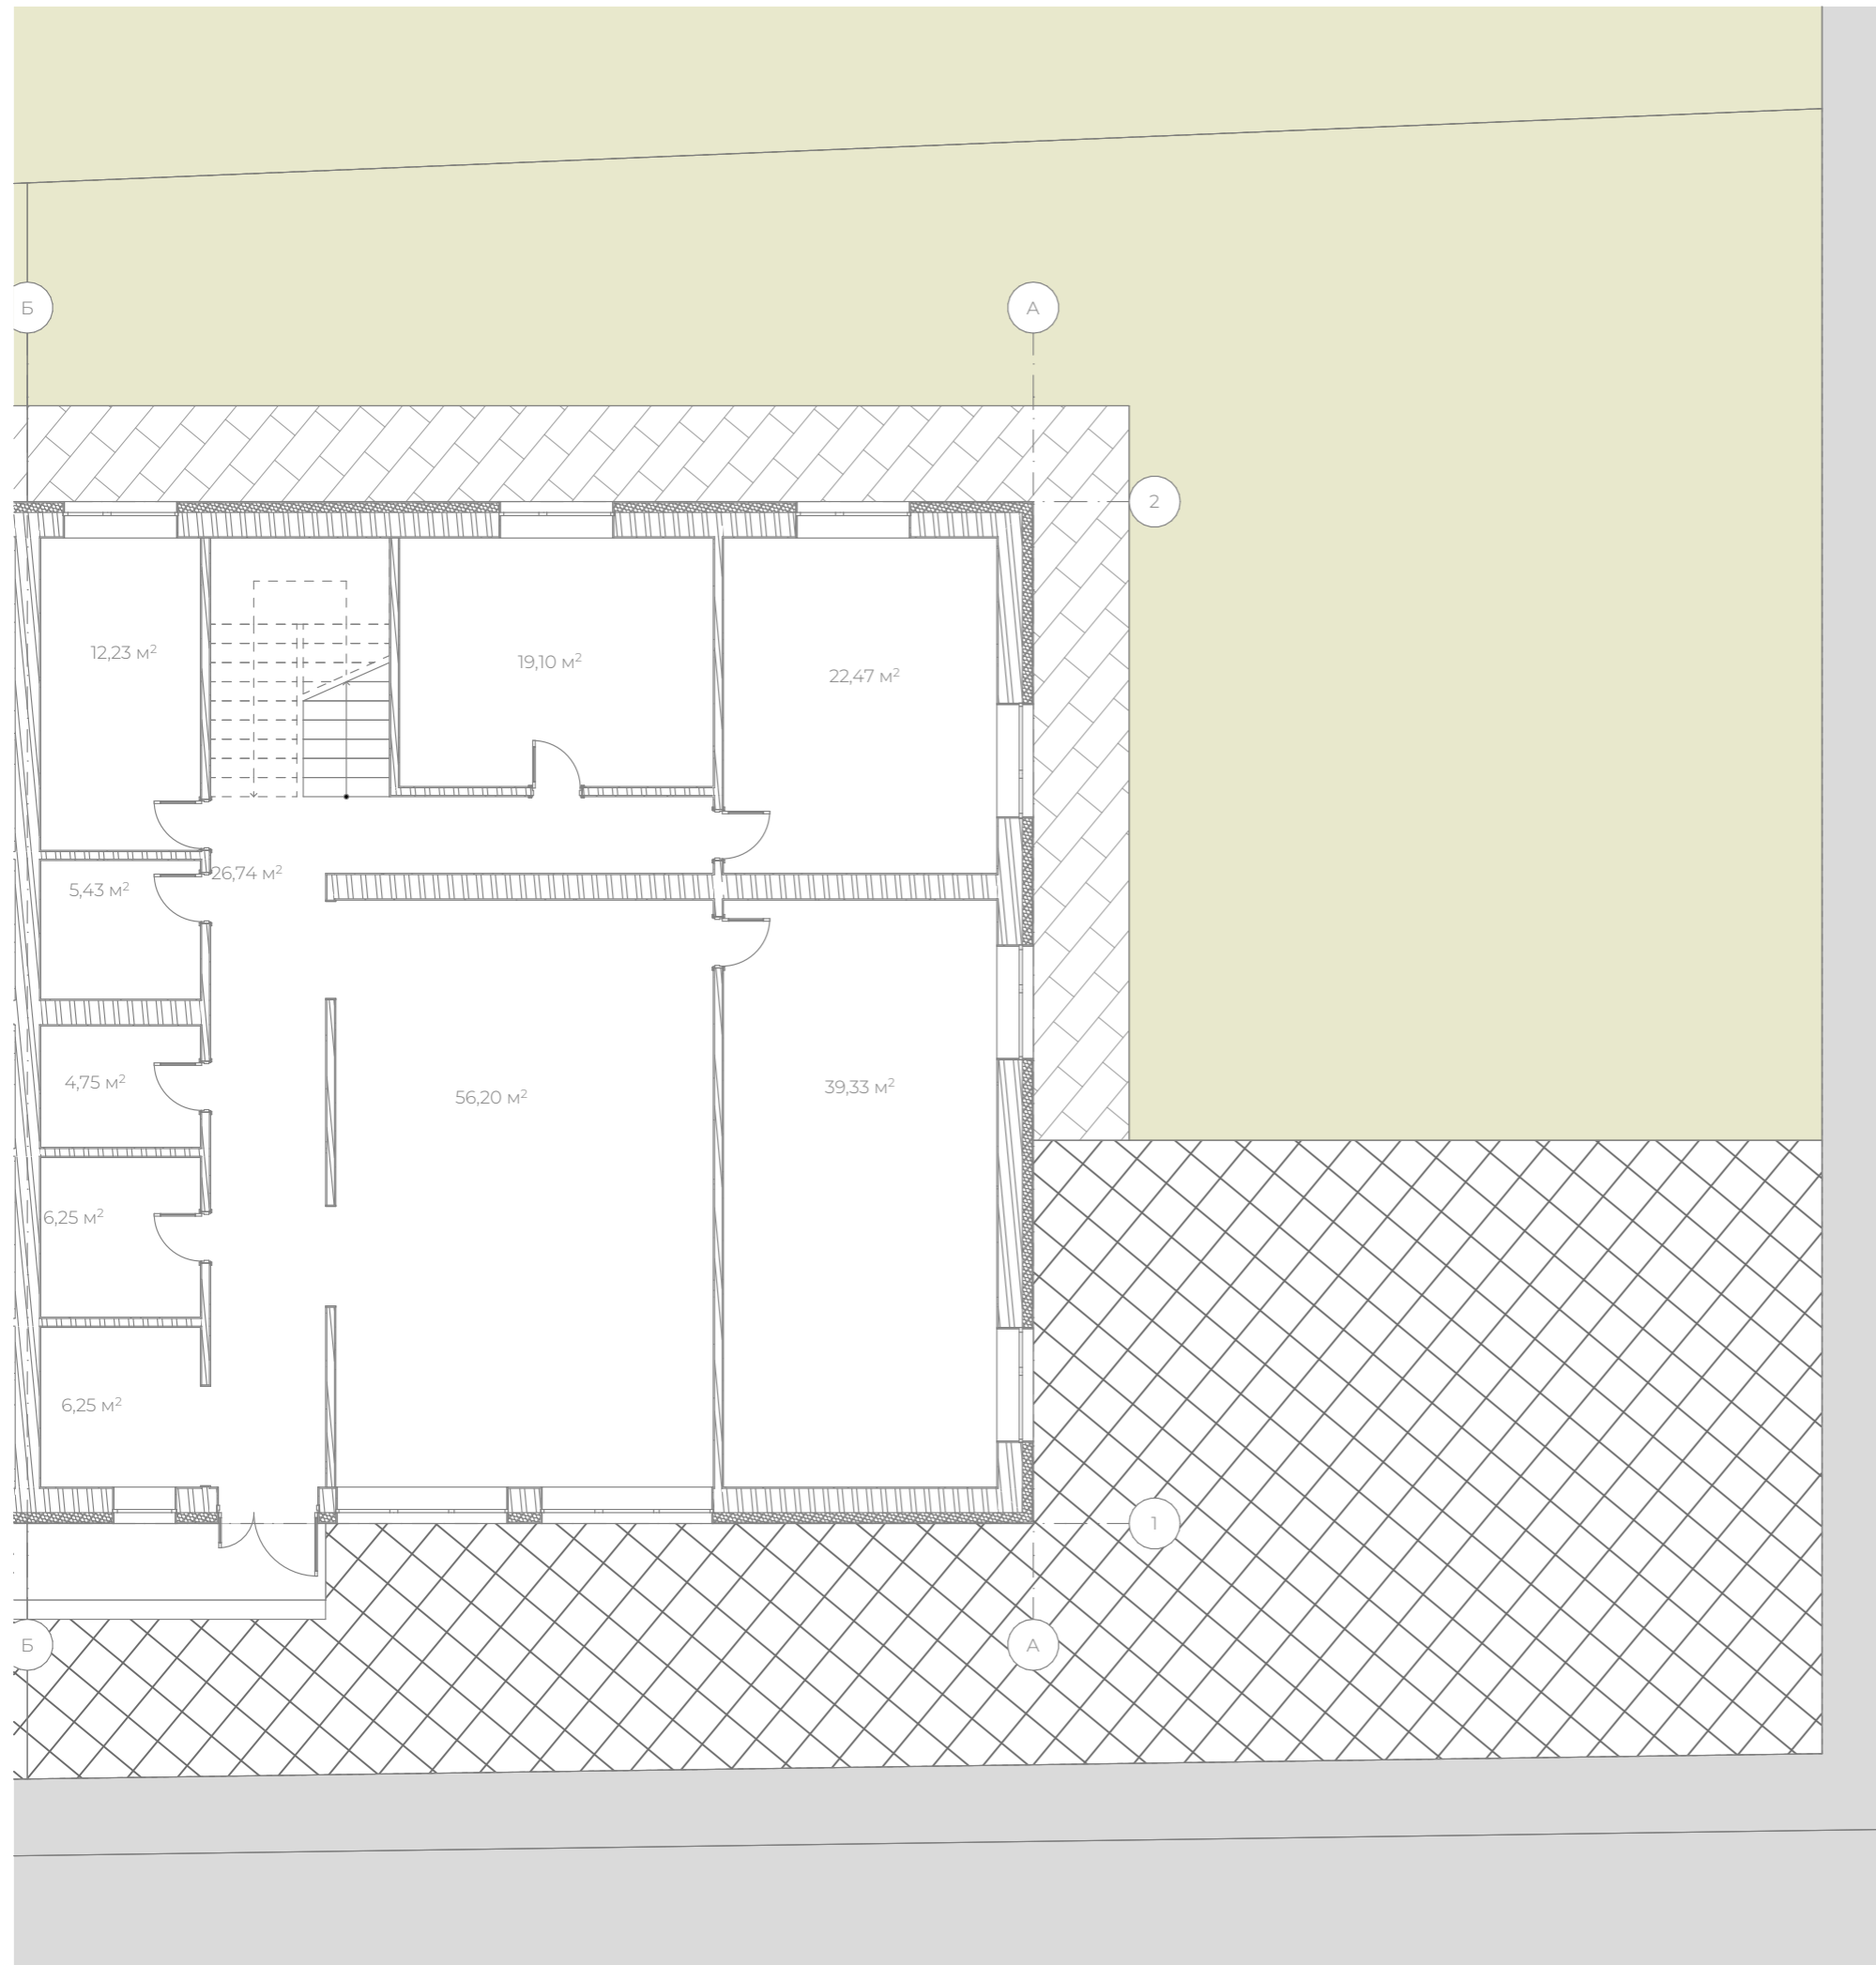 Б
А
2
12,23 м²
19,10 м²
22,47 м²
26,74 м²
5,43 м²
4,75 м²
56,20 м²
39,33 м²
6,25 м²
6,25 м²
1
Б
А